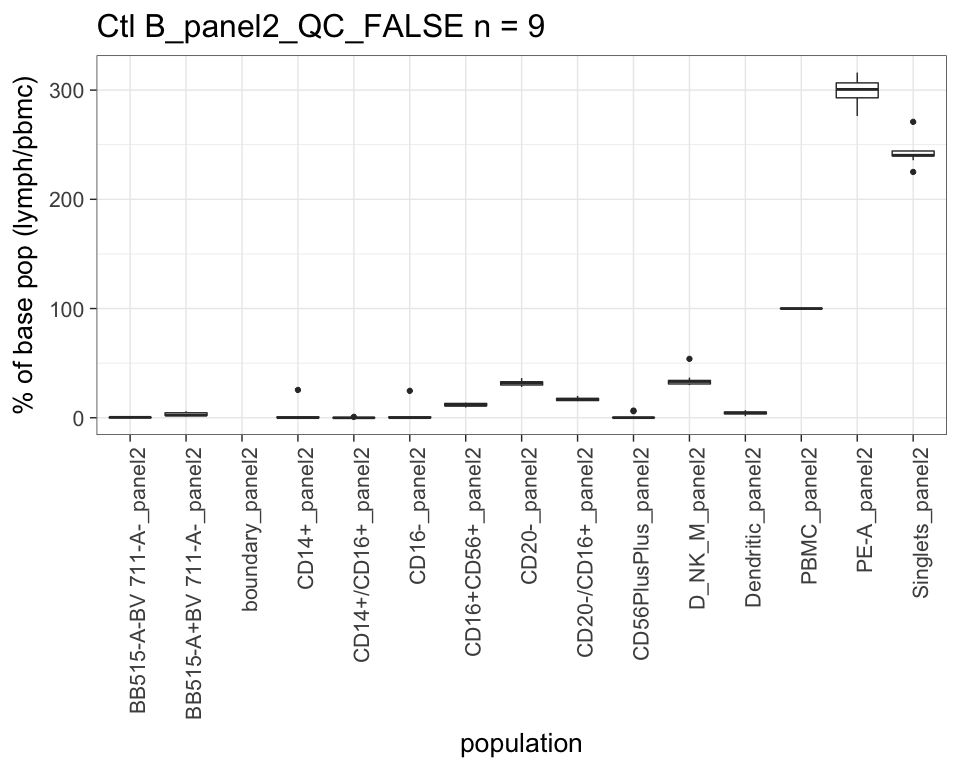 Ctl B_panel2_QC_FALSE n = 9
% of base pop (lymph/pbmc)
300
200
100
0
BB515-A-BV 711-A-_panel2
BB515-A+BV 711-A-_panel2
boundary_panel2
CD14+_panel2
CD14+/CD16+_panel2
CD16-_panel2
CD16+CD56+_panel2
CD20-_panel2
CD20-/CD16+_panel2
CD56PlusPlus_panel2
D_NK_M_panel2
Dendritic_panel2
PBMC_panel2
PE-A_panel2
Singlets_panel2
population